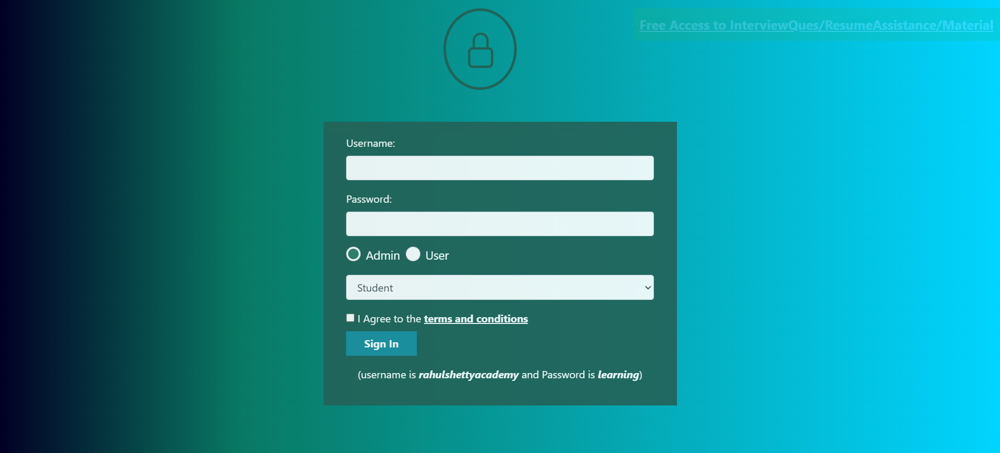 Free Access to InterviewQues/ResumeAssistance/Material
Username:
Password:
Admin User
Student
I Agree to the terms and conditions
Sign In
(username is rahulshettyacademy and Password is learning)